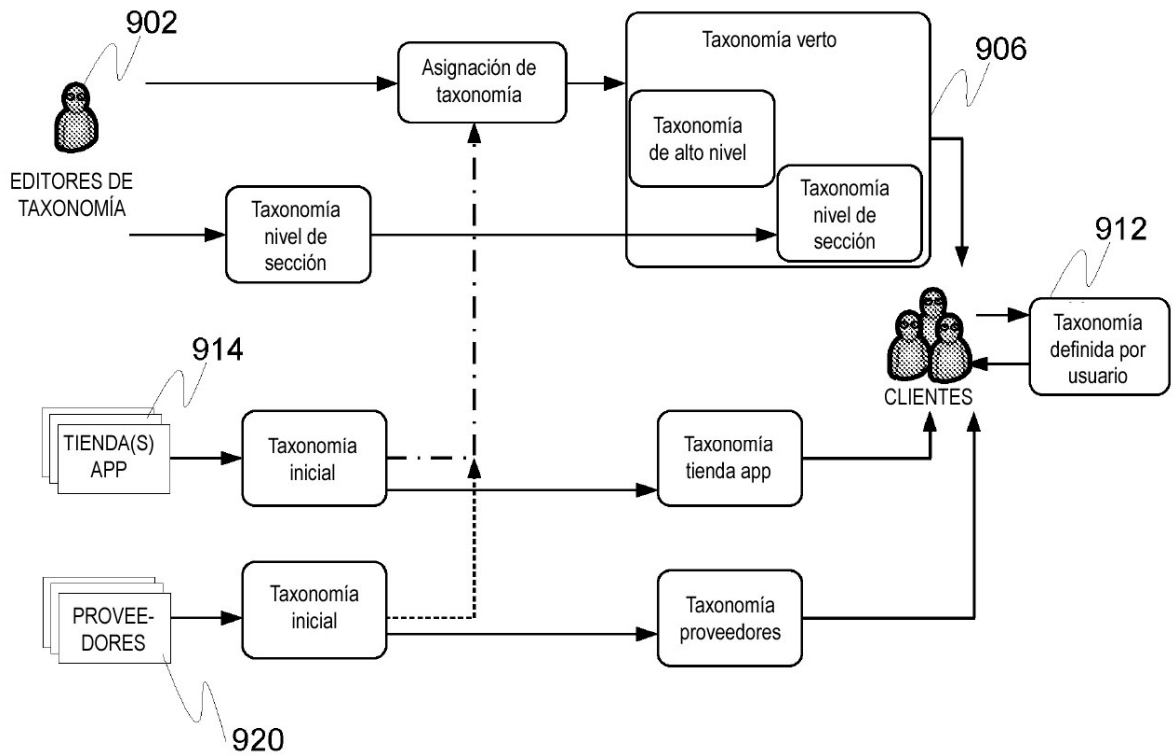 902
Taxonomía verto
906
Asignación de
taxonomía
Taxonomía
de alto nivel
EDITORES DE
TAXONOMÍA
Taxonomía
nivel de
sección
Taxonomía
nivel de
sección
912
Taxonomía
definida por
usuario
CLIENTES
914
TIENDA(S)
APP
Taxonomía
inicial
Taxonomía
tienda app
PROVEE-
DORES
Taxonomía
inicial
Taxonomía
proveedores
920